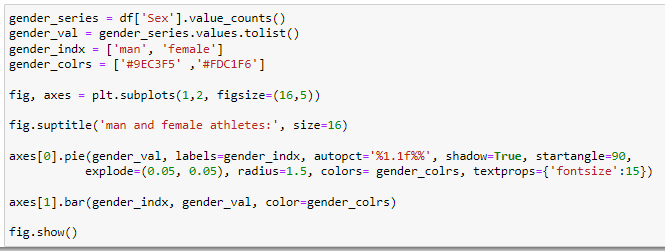 gender_series = df['Sex'].value_counts()
gender_val = gender_series.values.tolist()
gender_indx = ['man', 'female']
gender_colrs = ['#9EC3F5' ,'#FDC1F6']
fig, axes = plt.subplots(1,2, figsize=(16,5))
fig.suptitle('man and female athletes:', size=16)
axes[0].pie(gender_val, labels=gender_indx, autopct='%1.1f%%', shadow=True, startangle=90,
explode=(0.05, 0.05), radius=1.5, colors= gender_colrs, textprops={'fontsize':15})
axes[1].bar(gender_indx, gender_val, color=gender_colrs)
fig.show()